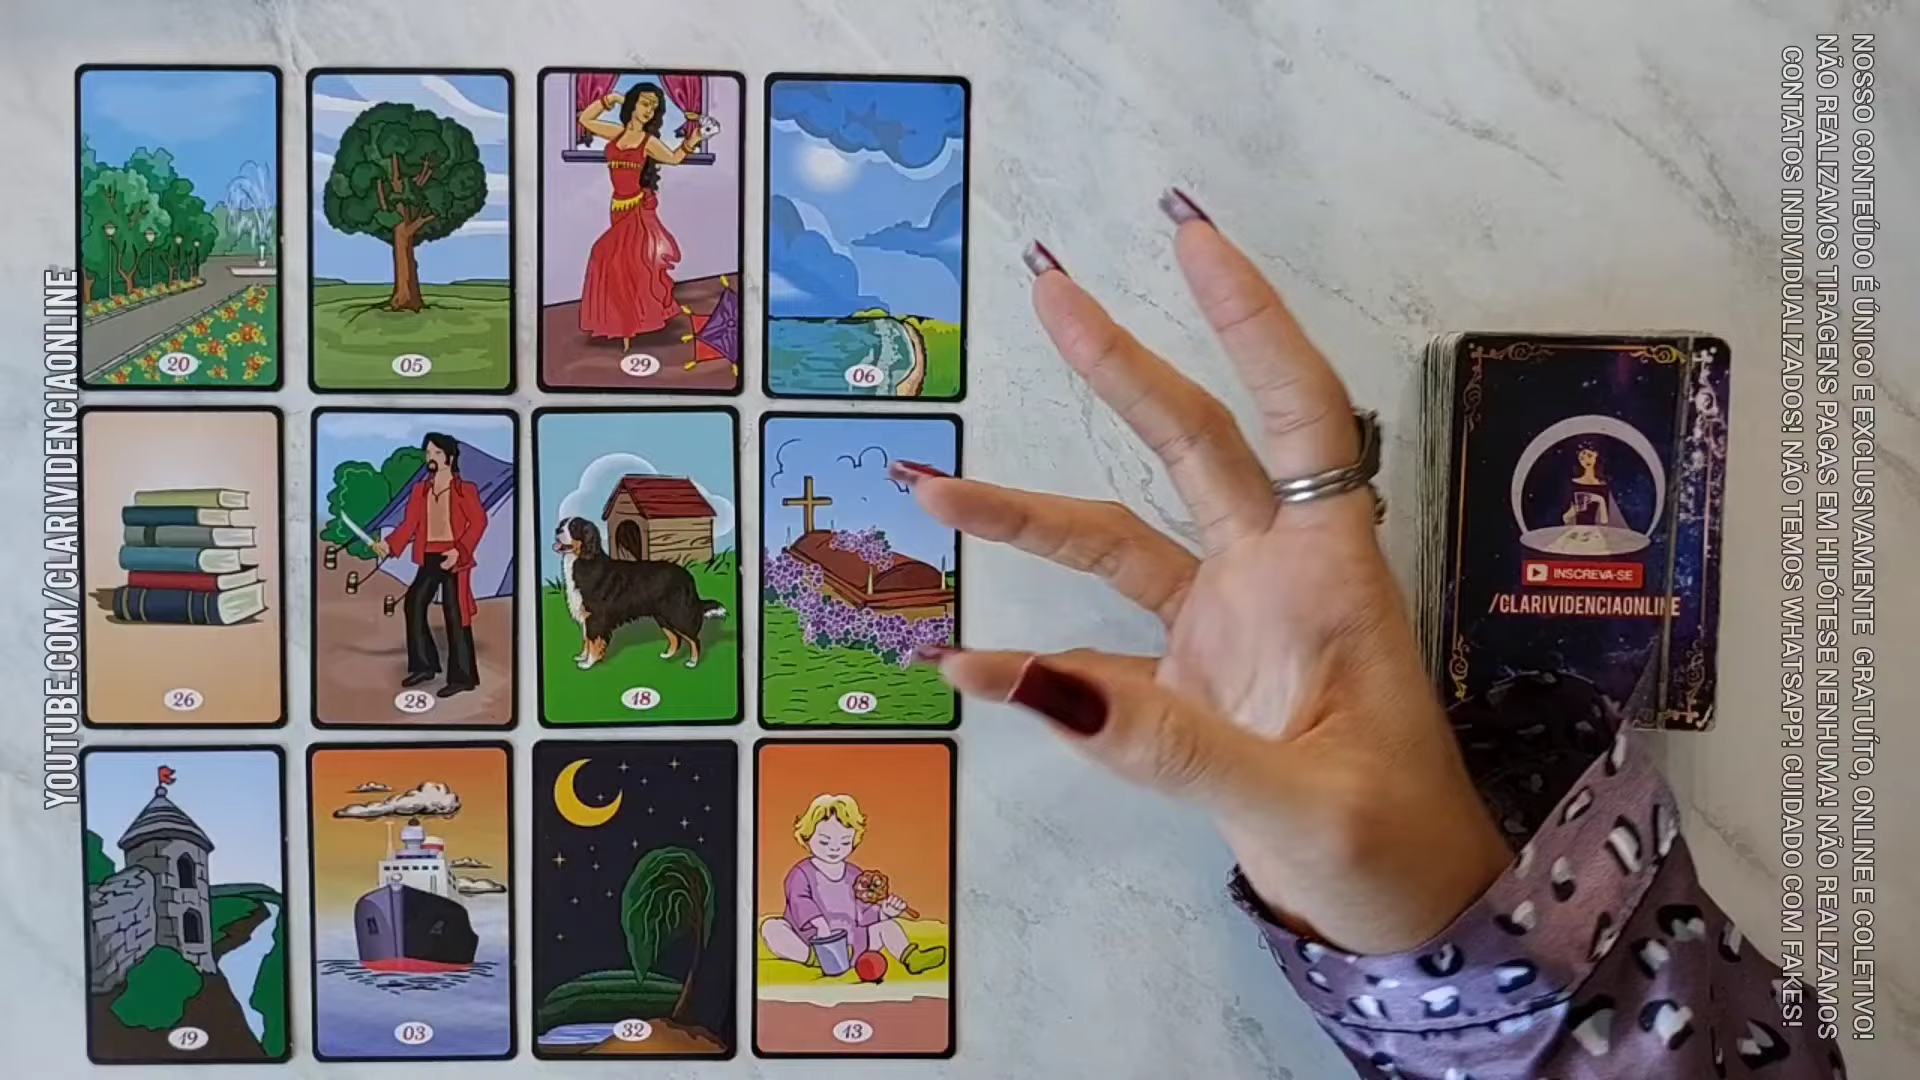 YOUTUBE.COM/CLARIVIDENCIAONLINE
20
05
29
06
26
28
18
08
19
03
32
13
INSCREVA-SE
/CLARIVIDENCIAONLINE
NOSSO CONTEÚDO É ÚNICO E EXCLUSIVAMENTE GRATUÍTO, ONLINE E COLETIVO!
NÃO REALIZAMOS TIRAGENS PAGAS EM HIPÓTESE NENHUMA! NÃO REALIZAMOS
CONTATOS INDIVIDUALIZADOS! NÃO TEMOS WHATSAPP! CUIDADO COM FAKES!